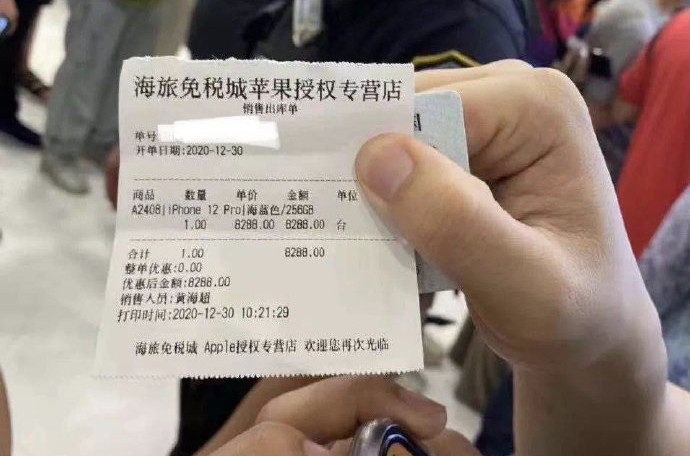 海旅免税城苹果授权专营店
销售出库单
单号
开单日期:2020-12-30
商品 数量 单价 金额 单位
A2408|iPhone 12 Pro|海蓝色/256GB
1.00 8288.00 8288.00 台
合计 1.00 8288.00
整单优惠:0.00
优惠后金额:8288.00
销售人员:黄海超
打印时间:2020-12-30 10:21:29
海旅免税城 Apple授权专营店 欢迎您再次光临